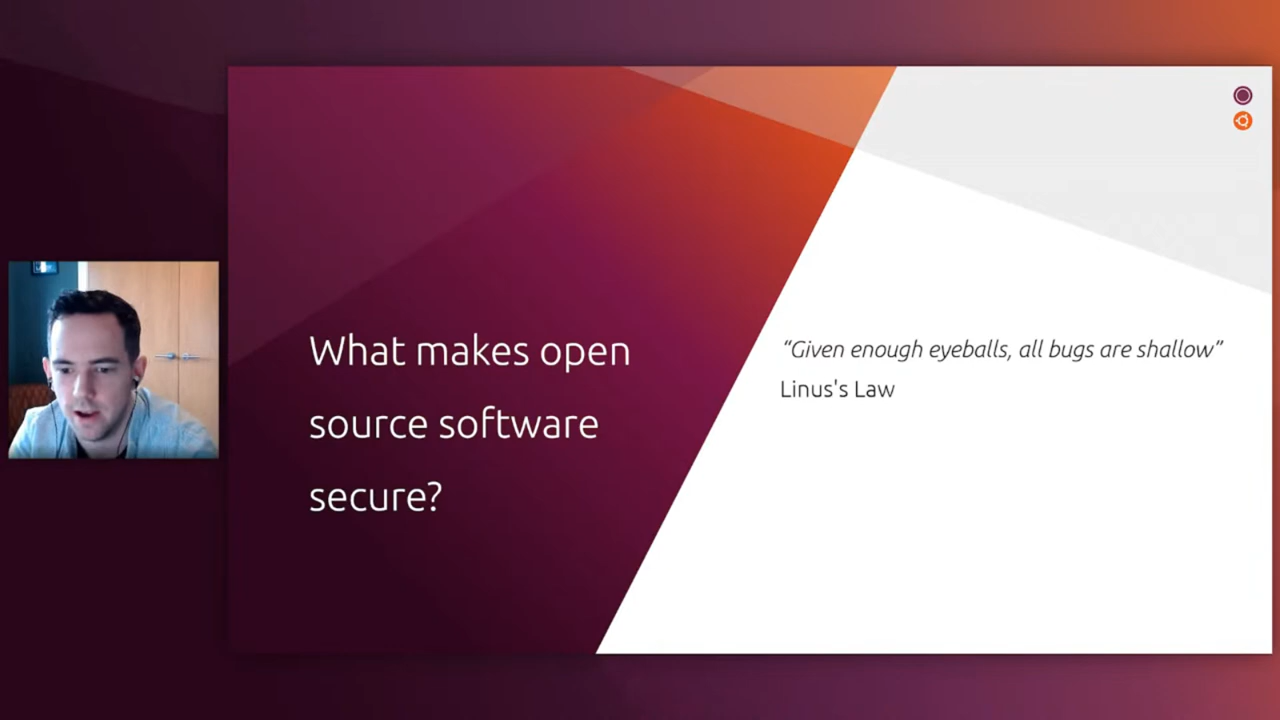 What makes open
source software
secure?
“Given enough eyeballs, all bugs are shallow”
Linus's Law